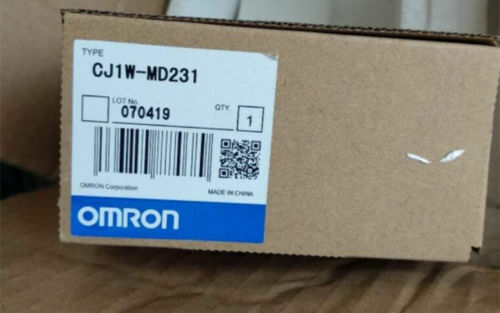 TYPE
CJ1W-MD231
LOT No.
070419
QTY.
1
OMRON Corporation
MADE IN CHINA
OMRON